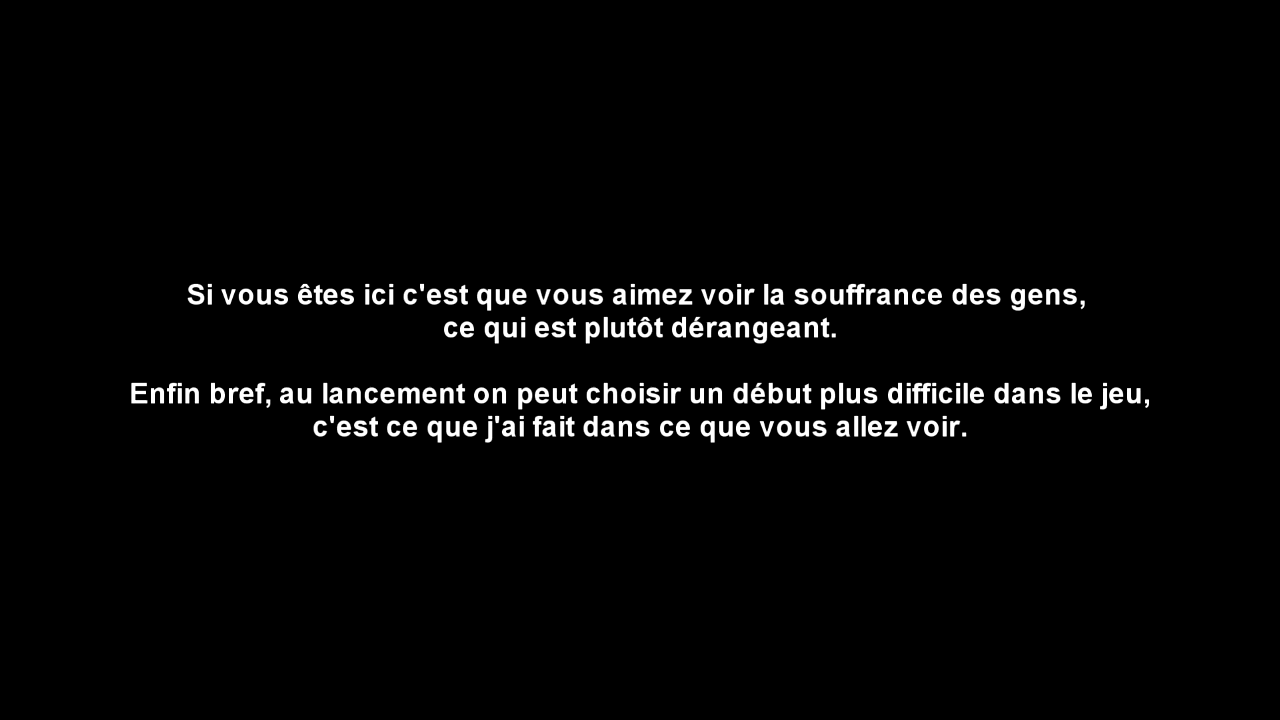 Si vous êtes ici c'est que vous aimez voir la souffrance des gens,
ce qui est plutôt dérangeant.
Enfin bref, au lancement on peut choisir un début plus difficile dans le jeu,
c'est ce que j'ai fait dans ce que vous allez voir.